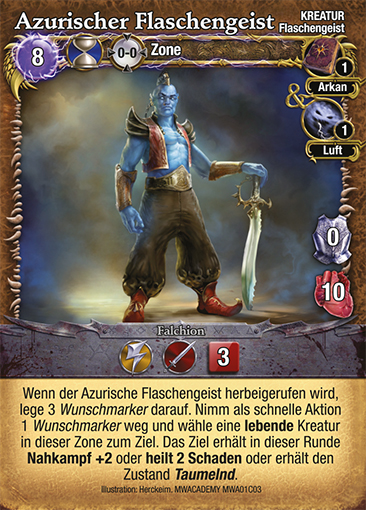 Azurischer Flaschengeist
KREATUR
Flaschengeist
8
0-0
Zone
1
Arkan
&
1
Luft
0
10
Falchion
3
Wenn der Azurische Flaschengeist herbeigerufen wird,
lege 3 Wunschmarker darauf. Nimm als schnelle Aktion
1 Wunschmarker weg und wähle eine lebende Kreatur
in dieser Zone zum Ziel. Das Ziel erhält in dieser Runde
Nahkampf +2 oder heilt 2 Schaden oder erhält den
Zustand Taumelnd.
Illustration: Herckeim. MWACADEMY MWA01C03